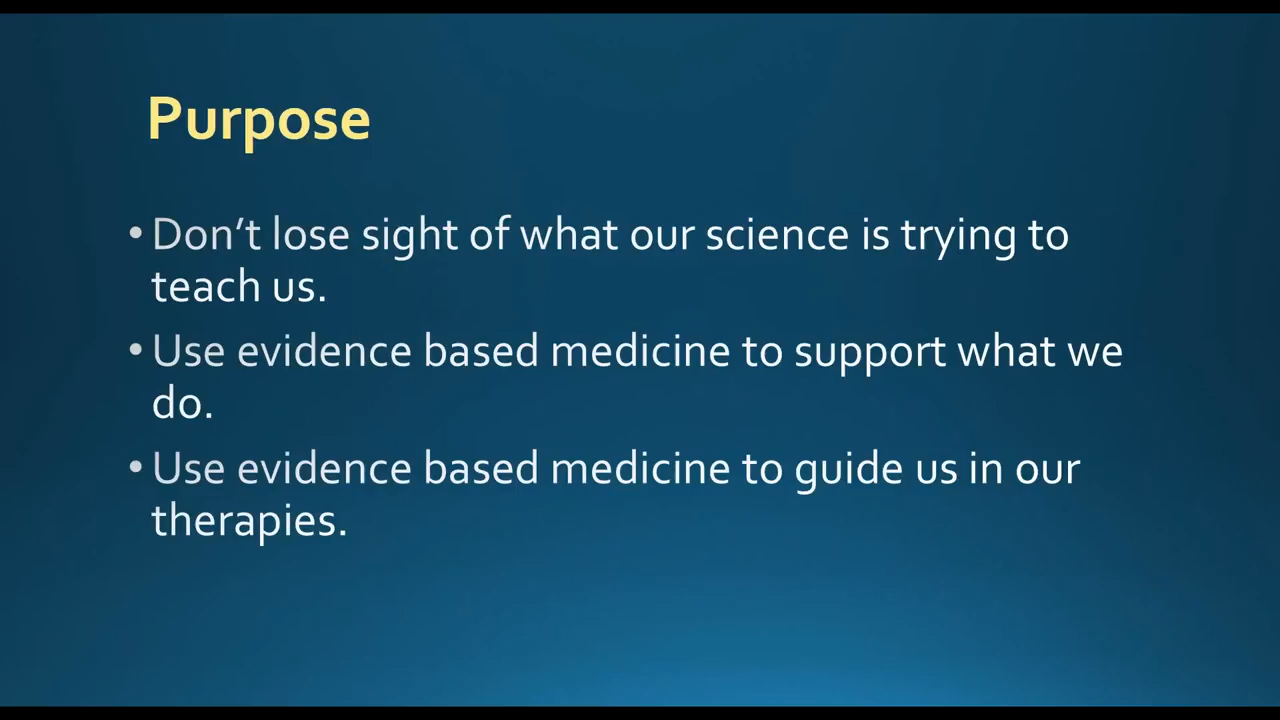 Purpose
• Don’t lose sight of what our science is trying to
teach us.
• Use evidence based medicine to support what we
do.
• Use evidence based medicine to guide us in our
therapies.